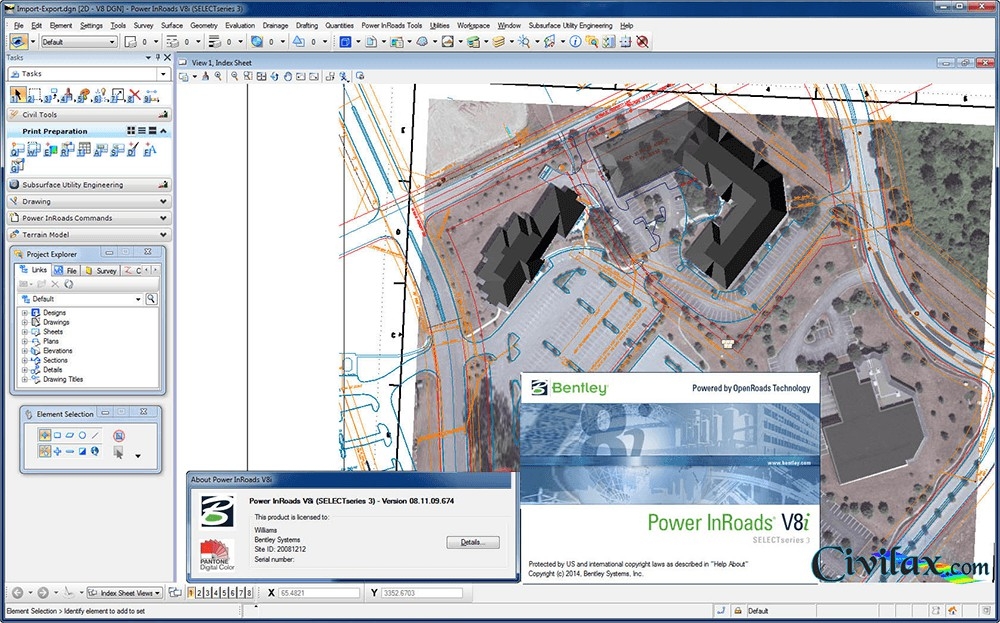 Import-Export.dgn [2D - V8 DGN] - Power InRoads V8i (SELECTseries 3)
File Edit Element Settings Tools Survey Surface Geometry Evaluation Drainage Drafting Quantities Power InRoads Tools Utilities Workspace Window Subsurface Utility Engineering Help
Default 0 0 0 0 0
Tasks
Tasks
Civil Tools
Print Preparation
Subsurface Utility Engineering
Drawing
Power InRoads Commands
Terrain Model
View 1, Index Sheet
Project Explorer
Links File Survey C
Default
Designs
Drawings
Sheets
Plans
Elevations
Sections
Details
Drawing Titles
Element Selection
About Power InRoads V8i
Power InRoads V8i (SELECTseries 3) - Version 08.11.09.674
This product is licensed to:
Williams
Bentley Systems
Site ID: 20081212
Serial number:
Details...
PANTONE
Digital Color
Bentley
Powered by OpenRoads Technology
www.bentley.com
Power InRoads V8i
SELECTseries 3
Protected by US and international copyright laws as described in "Help About"
Copyright (c) 2014, Bentley Systems, Inc.
Civilax.com
Index Sheet Views 1 2 3 4 5 6 7 8 X 65.4821 Y 3352.6703
Element Selection > Identify element to add to set Default